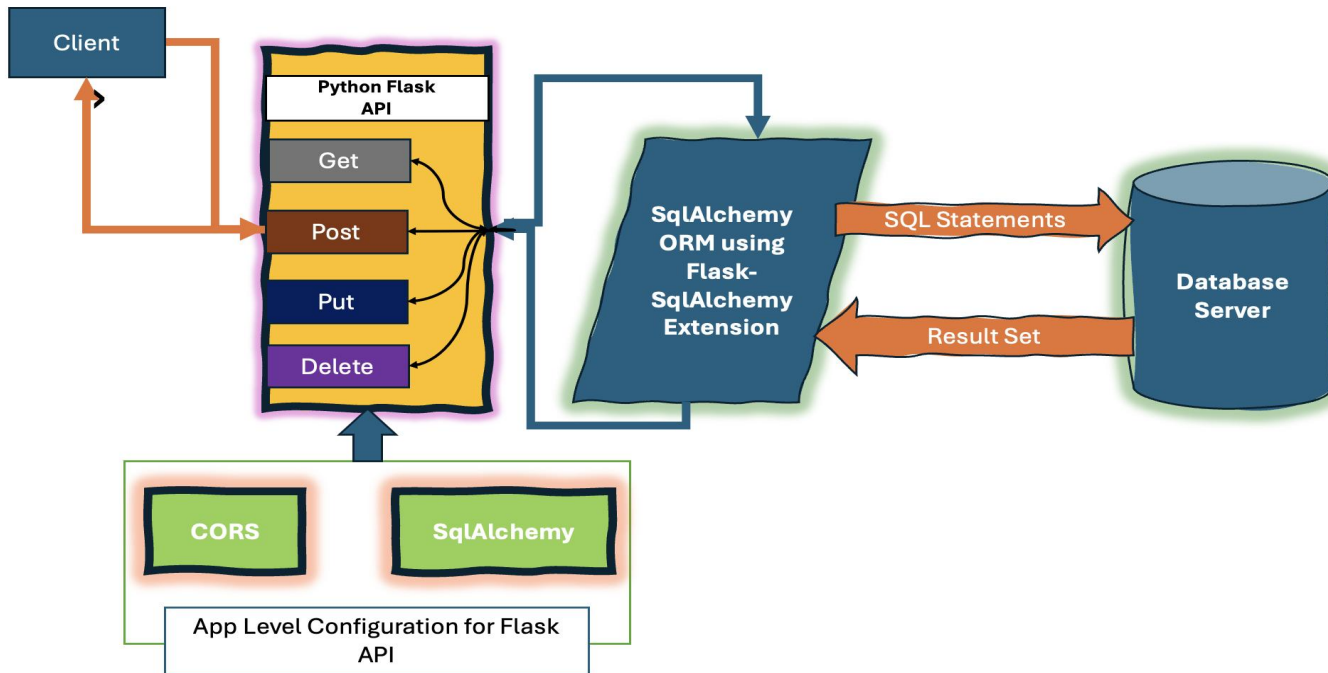 Client
Python Flask
API
Get
Post
Put
Delete
SqlAlchemy
ORM using
Flask-
SqlAlchemy
Extension
SQL Statements
Result Set
Database
Server
CORS
SqlAlchemy
App Level Configuration for Flask
API